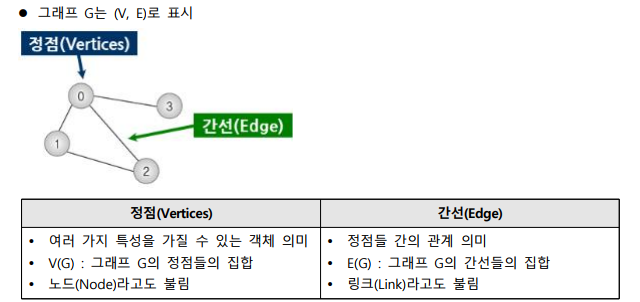 ● 그래프 G는 (V, E)로 표시
정점(Vertices)
0
3
간선(Edge)
1
2
정점(Vertices) 간선(Edge)
• 여러 가지 특성을 가질 수 있는 객체 의미 • 정점들 간의 관계 의미
• V(G) : 그래프 G의 정점들의 집합 • E(G) : 그래프 G의 간선들의 집합
• 노드(Node)라고도 불림 • 링크(Link)라고도 불림